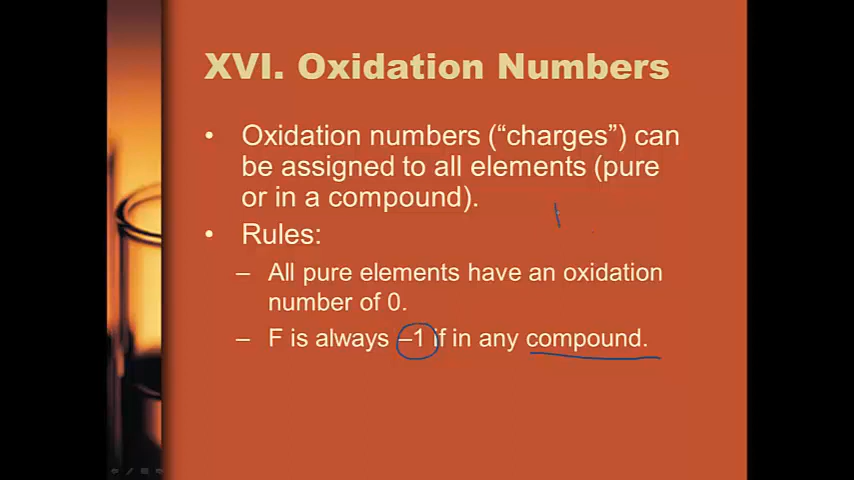 XVI. Oxidation Numbers
• Oxidation numbers (“charges”) can
be assigned to all elements (pure
or in a compound).
• Rules:
– All pure elements have an oxidation
number of 0.
– F is always –1 if in any compound.